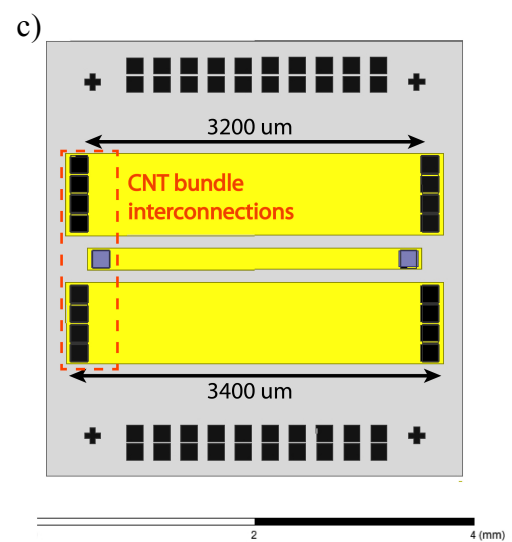 c)
3200 um
CNT bundle
interconnections
3400 um
2
4 (mm)